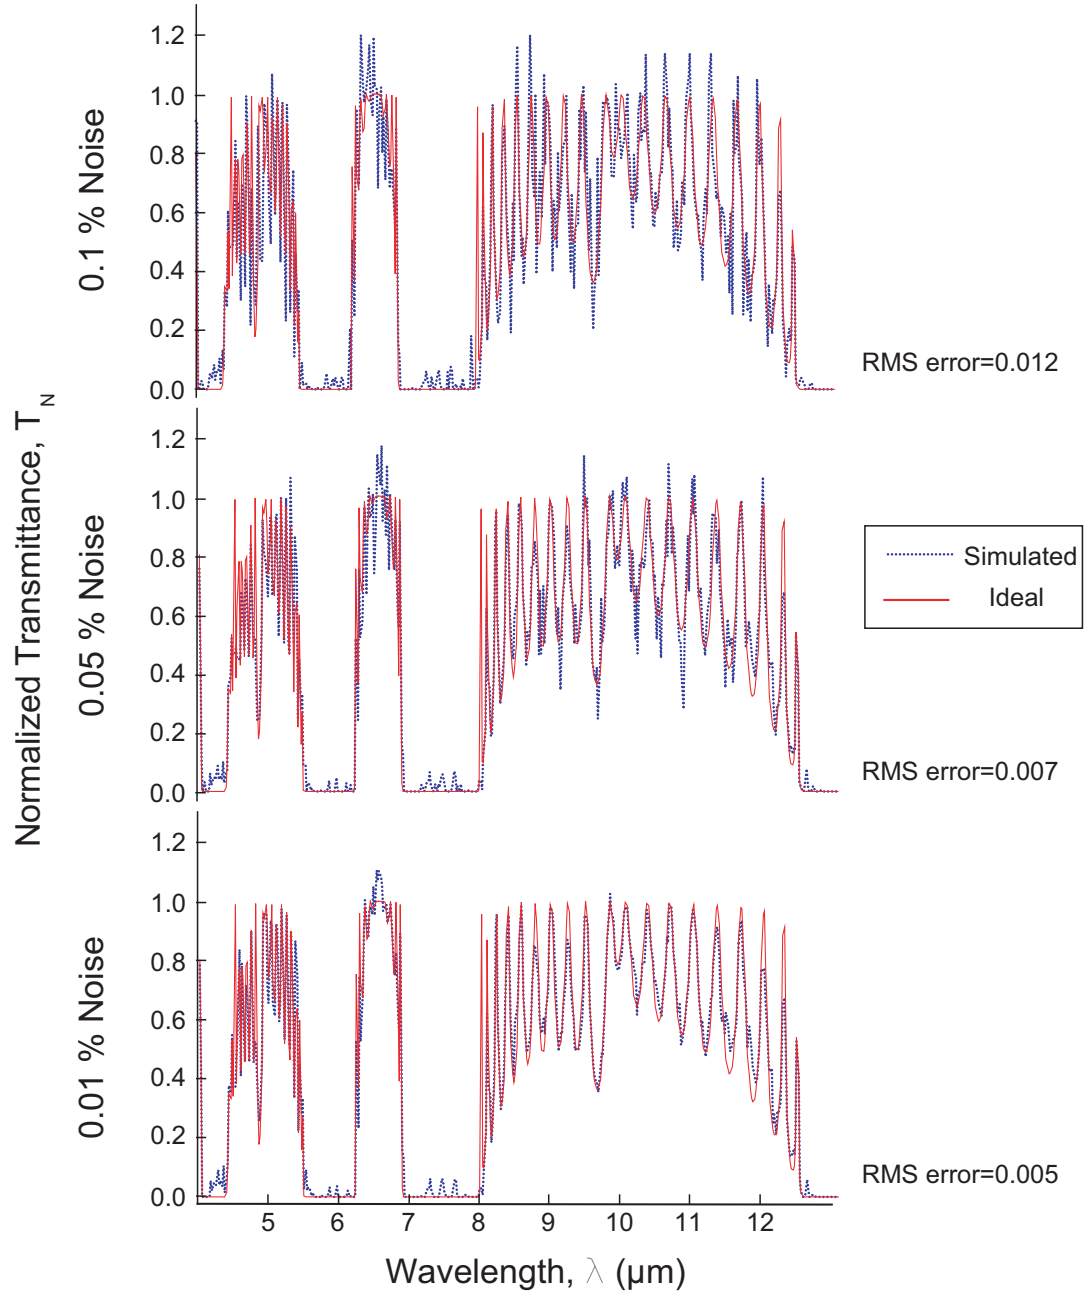 Normalized Transmittance, T_N
0.1 % Noise
1.2
1.0
0.8
0.6
0.4
0.2
0.0
RMS error=0.012
0.05 % Noise
1.2
1.0
0.8
0.6
0.4
0.2
0.0
Simulated
Ideal
RMS error=0.007
0.01 % Noise
1.2
1.0
0.8
0.6
0.4
0.2
0.0
RMS error=0.005
5 6 7 8 9 10 11 12
Wavelength, λ (µm)